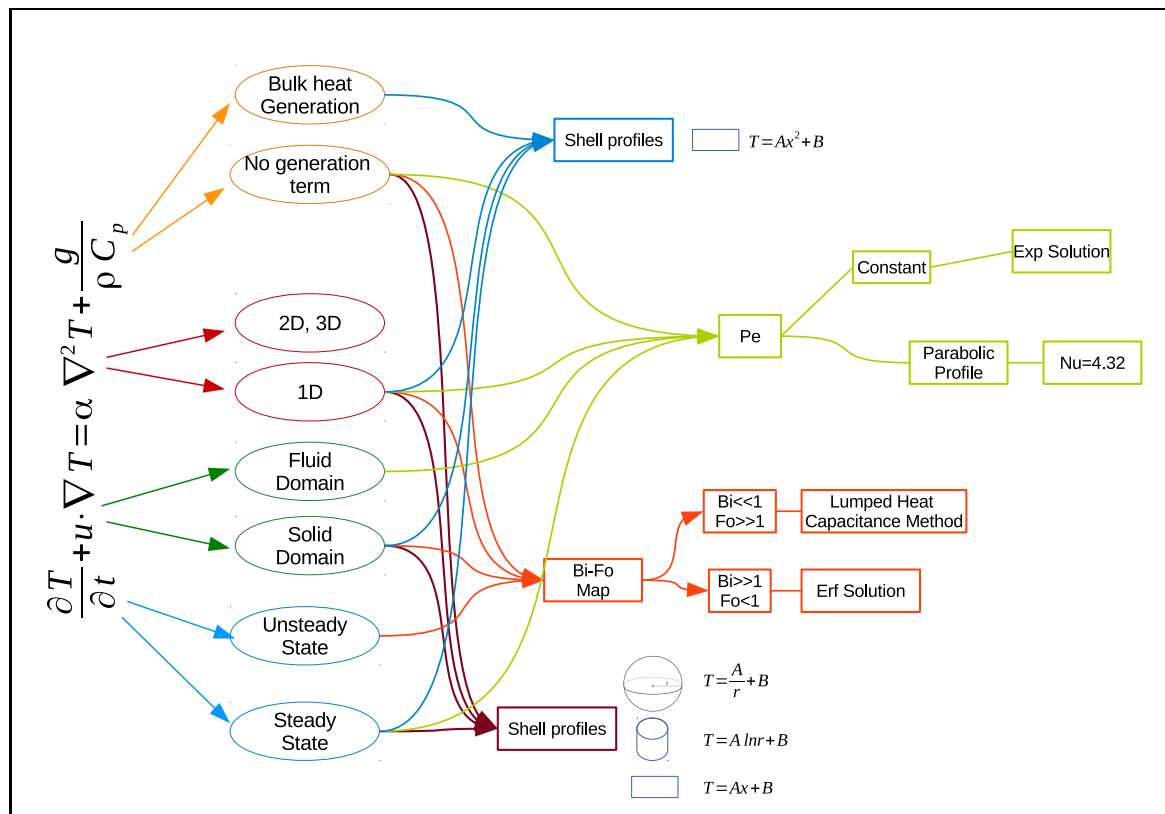 ∂T/∂t + u·∇T = α ∇²T + g/(ρ C_p)
Bulk heat
Generation
No generation
term
2D, 3D
1D
Fluid
Domain
Solid
Domain
Unsteady
State
Steady
State
Shell profiles
T = Ax² + B
Pe
Constant
Exp Solution
Parabolic
Profile
Nu=4.32
Bi-Fo
Map
Bi<<1
Fo>>1
Lumped Heat
Capacitance Method
Bi>>1
Fo<1
Erf Solution
Shell profiles
r
T = A/r + B
T = A lnr + B
T = Ax + B